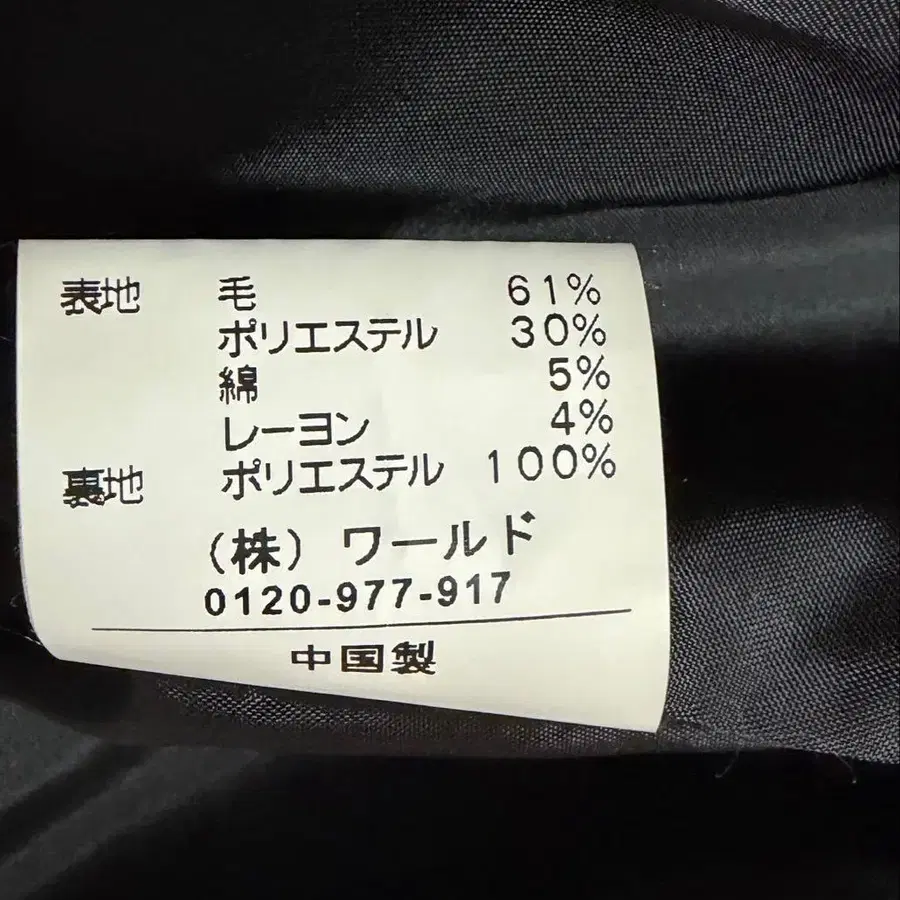 表地 毛 61%
ポリエステル 30%
綿 5%
レーヨン 4%
裏地 ポリエステル 100%
(株) ワールド
0120-977-917
中国製